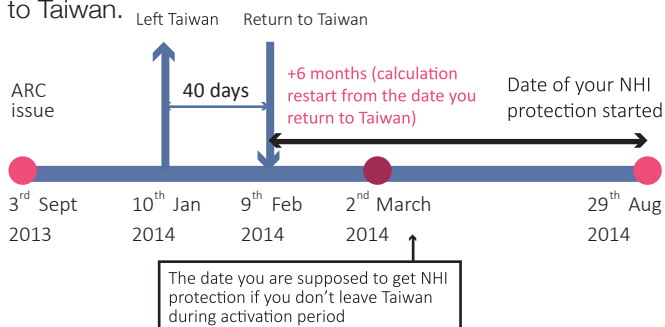 to Taiwan.
Left Taiwan
Return to Taiwan
ARC
issue
40 days
+6 months (calculation
restart from the date you
return to Taiwan)
Date of your NHI
protection started
3rd Sept
2013
10th Jan
2014
9th Feb
2014
2nd March
2014
29th Aug
2014
The date you are supposed to get NHI
protection if you don't leave Taiwan
during activation period